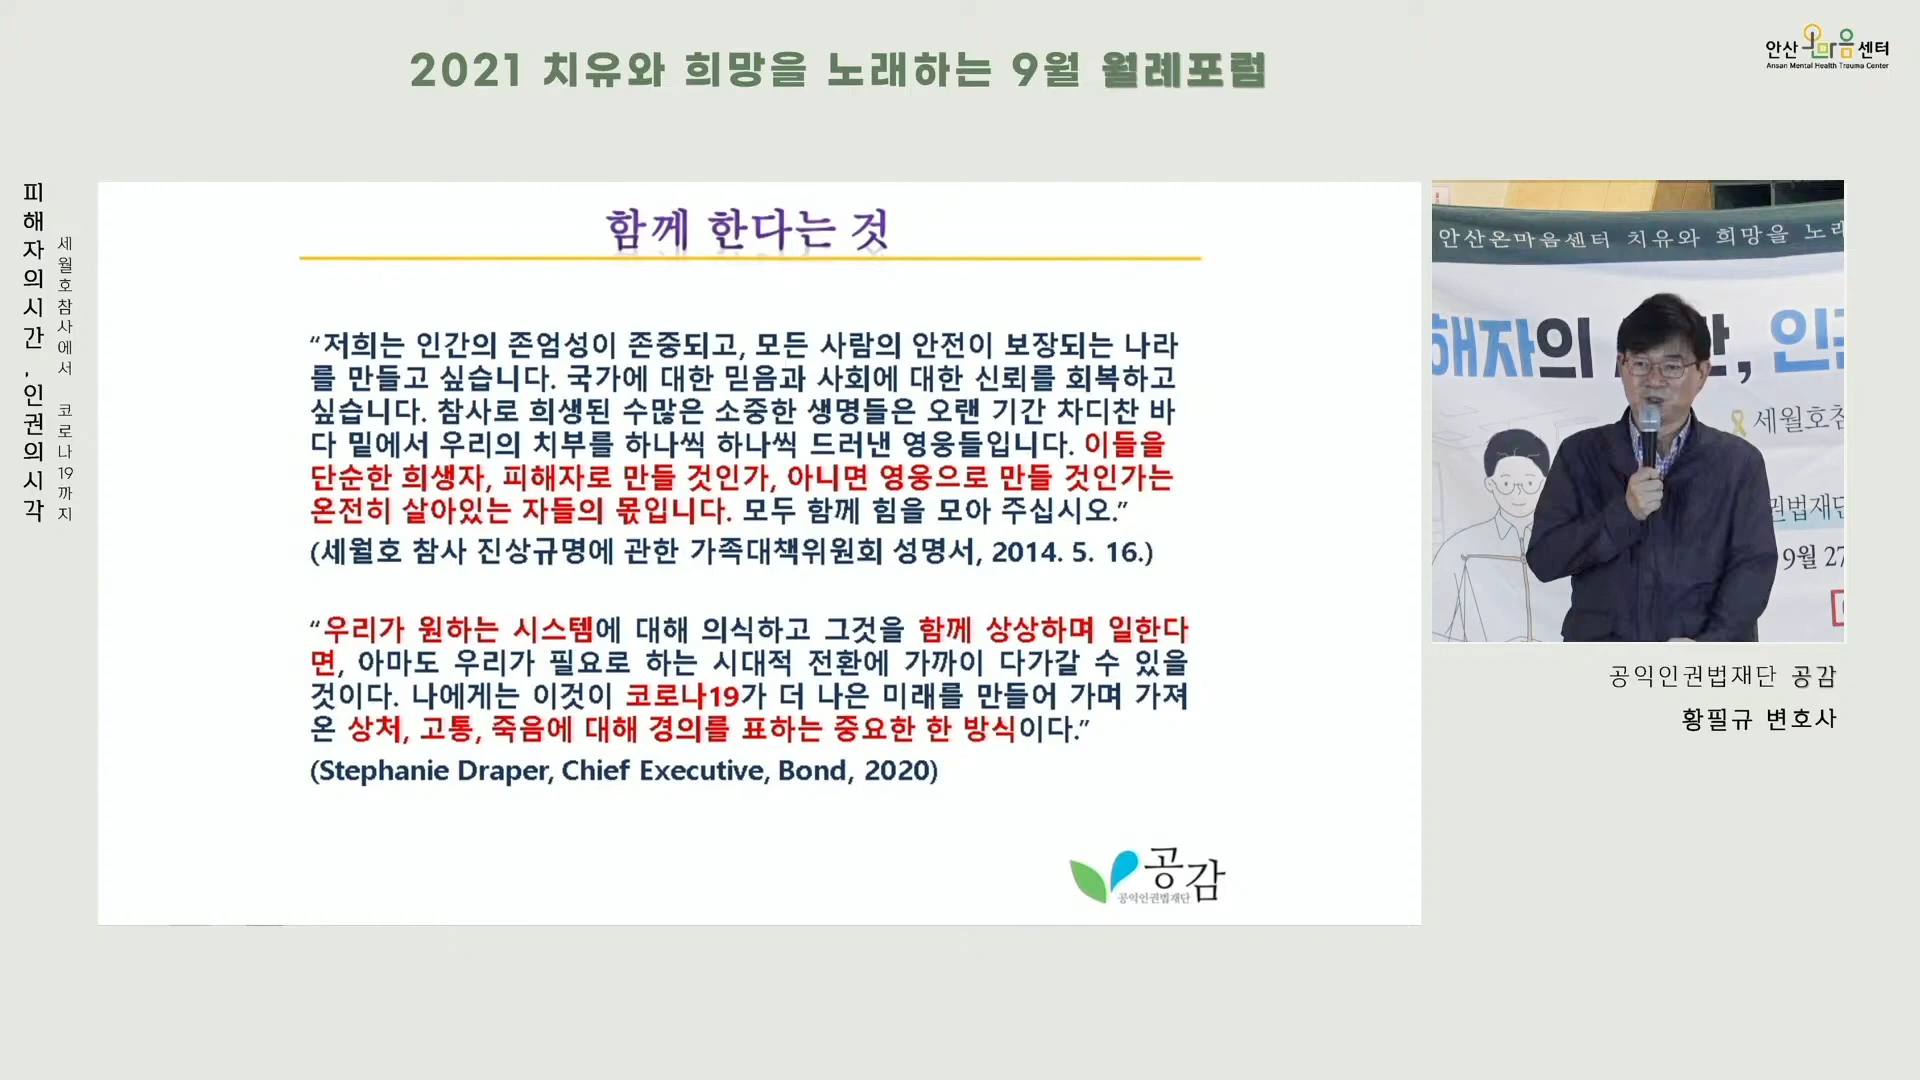 2021 치유와 희망을 노래하는 9월 월례포럼
안산온마음센터
Ansan Mental Health Trauma Center
피해자의 시간, 인권의 시각
세월호참사에서 코로나19까지
함께 한다는 것
“저희는 인간의 존엄성이 존중되고, 모든 사람의 안전이 보장되는 나라
를 만들고 싶습니다. 국가에 대한 믿음과 사회에 대한 신뢰를 회복하고
싶습니다. 참사로 희생된 수많은 소중한 생명들은 오랜 기간 차디찬 바
다 밑에서 우리의 치부를 하나씩 하나씩 드러낸 영웅들입니다. 이들을
단순한 희생자, 피해자로 만들 것인가, 아니면 영웅으로 만들 것인가는
온전히 살아있는 자들의 몫입니다. 모두 함께 힘을 모아 주십시오.”
(세월호 참사 진상규명에 관한 가족대책위원회 성명서, 2014. 5. 16.)
“우리가 원하는 시스템에 대해 의식하고 그것을 함께 상상하며 일한다
면, 아마도 우리가 필요로 하는 시대적 전환에 가까이 다가갈 수 있을
것이다. 나에게는 이것이 코로나19가 더 나은 미래를 만들어 가며 가져
온 상처, 고통, 죽음에 대해 경의를 표하는 중요한 한 방식이다.”
(Stephanie Draper, Chief Executive, Bond, 2020)
공감
공익인권법재단
안산온마음센터 치유와 희망을 노래
해자의 시간, 인권
세월호참
권법재단
9월 27
공익인권법재단 공감
황필규 변호사